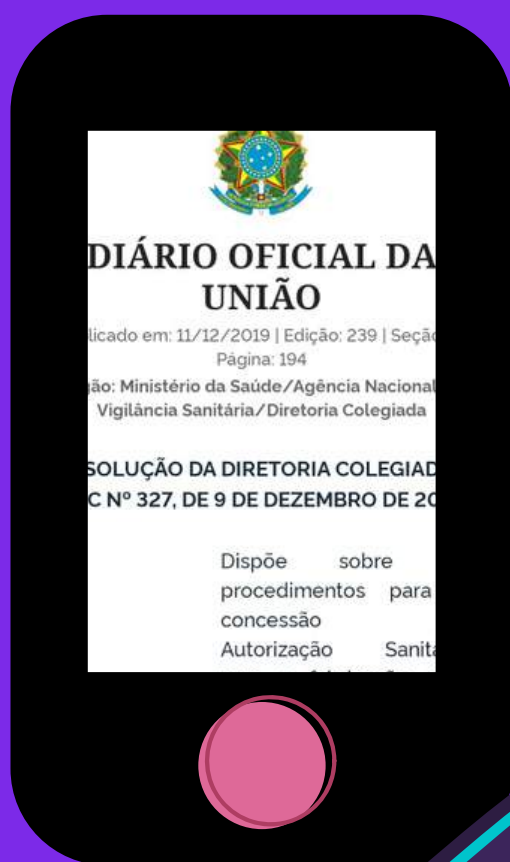 DIÁRIO OFICIAL DA
UNIÃO
licado em: 11/12/2019 | Edição: 239 | Seção
Página: 194
ão: Ministério da Saúde/Agência Nacional
Vigilância Sanitária/Diretoria Colegiada
SOLUÇÃO DA DIRETORIA COLEGIAD
C Nº 327, DE 9 DE DEZEMBRO DE 20
Dispõe sobre
procedimentos para
concessão
Autorização Sanita